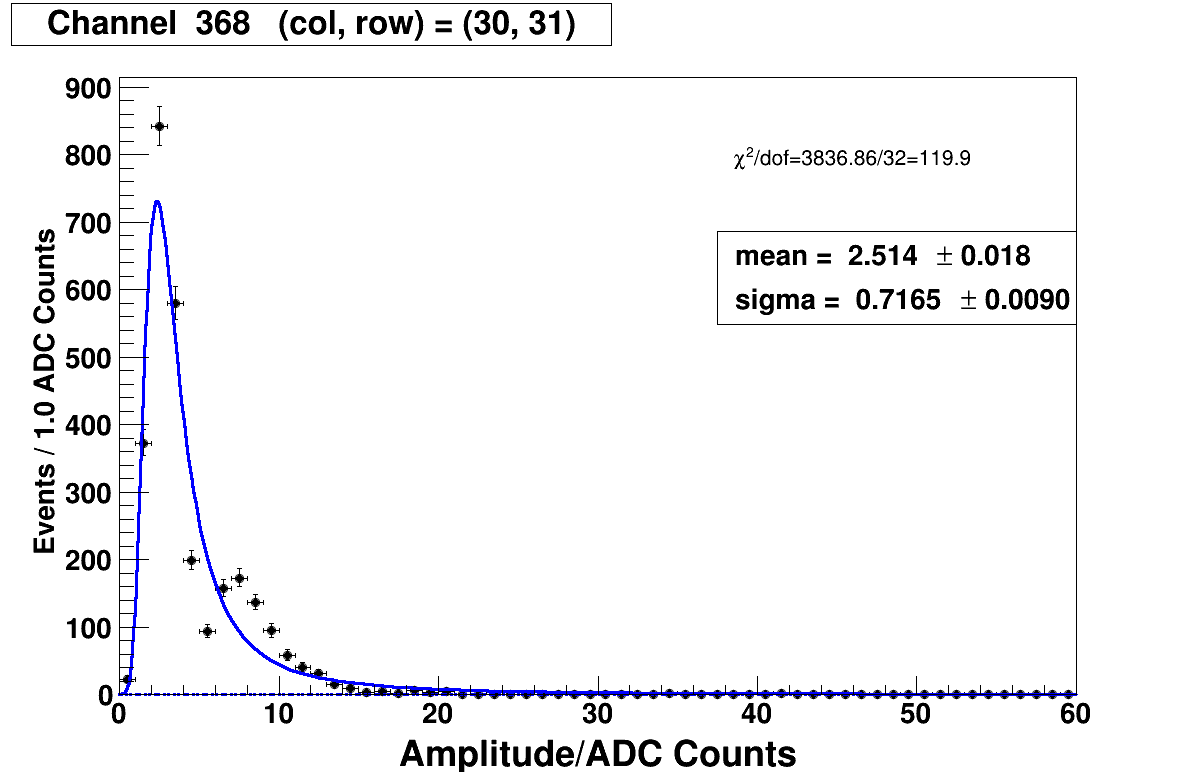 Channel 368 (col, row) = (30, 31)
900
800
700
600
500
400
300
200
100
0
Events / 1.0 ADC Counts
χ²/dof=3836.86/32=119.9
mean = 2.514 ± 0.018
sigma = 0.7165 ± 0.0090
0 10 20 30 40 50 60
Amplitude/ADC Counts